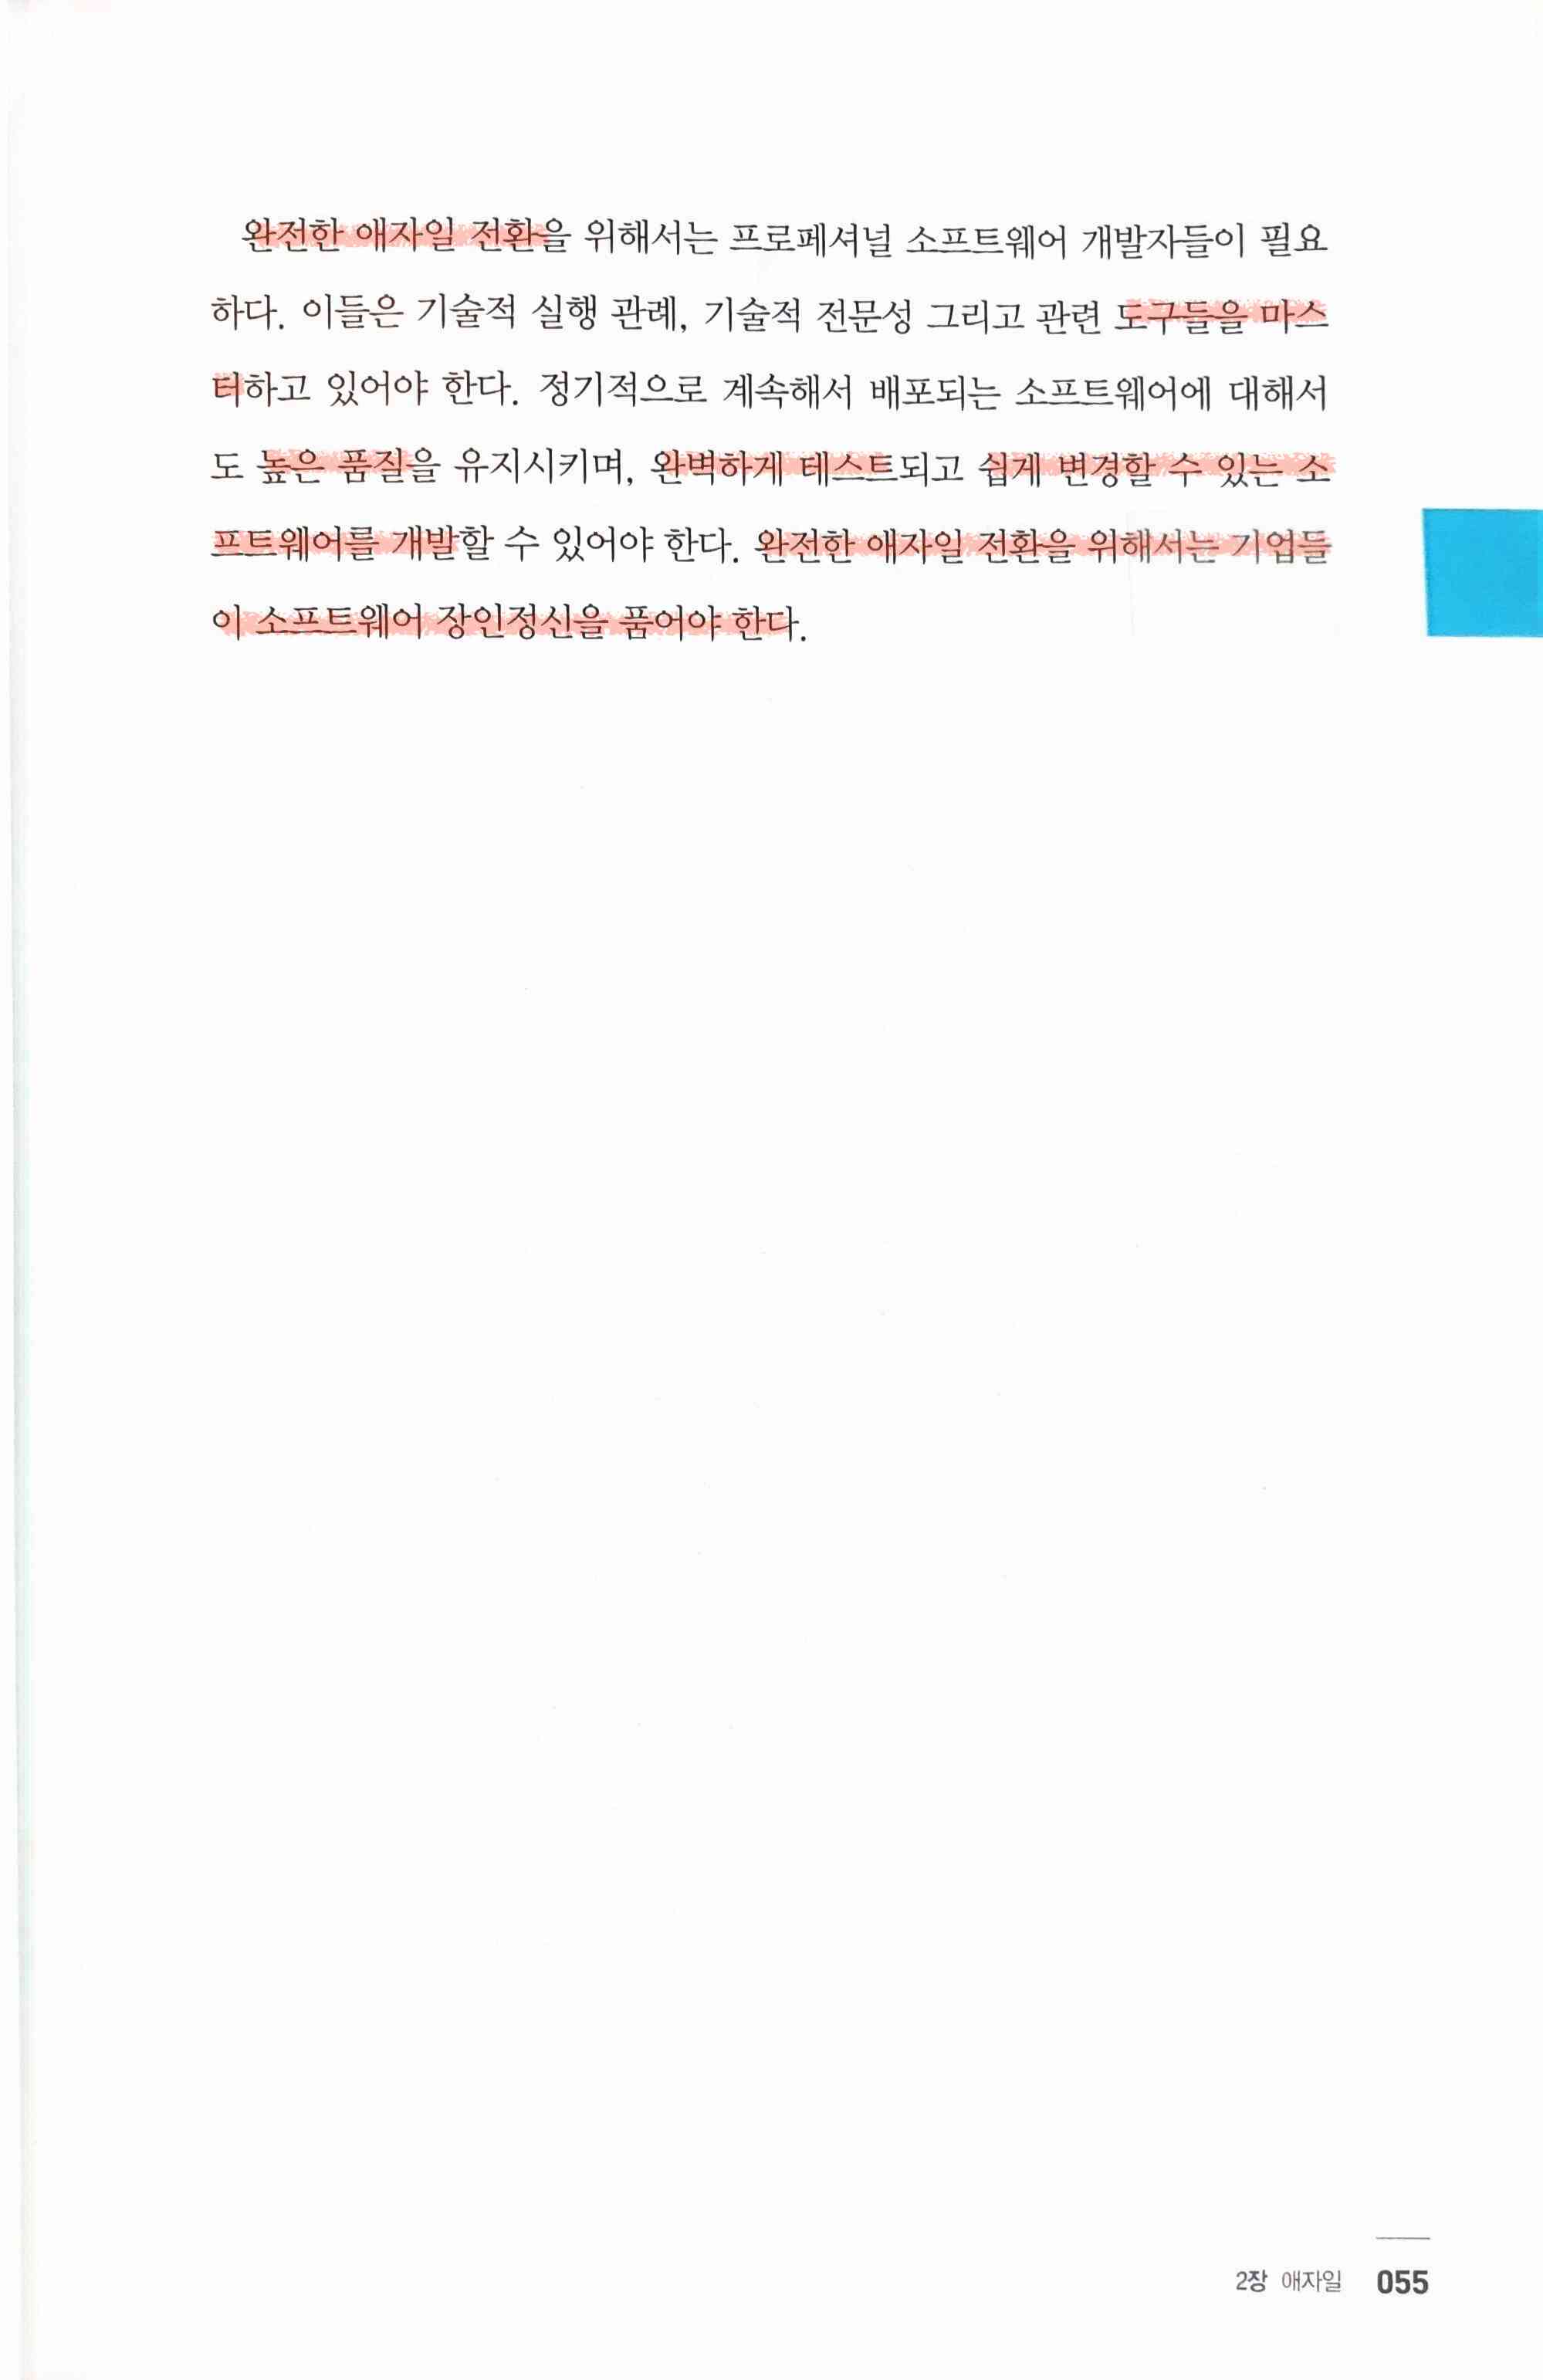 완전한 애자일 전환을 위해서는 프로페셔널 소프트웨어 개발자들이 필요
하다. 이들은 기술적 실행 관례, 기술적 전문성 그리고 관련 도구들을 마스
터하고 있어야 한다. 정기적으로 계속해서 배포되는 소프트웨어에 대해서
도 높은 품질을 유지시키며, 완벽하게 테스트되고 쉽게 변경할 수 있는 소
프트웨어를 개발할 수 있어야 한다. 완전한 애자일 전환을 위해서는 기업들
이 소프트웨어 장인정신을 품어야 한다.
2장 애자일 055